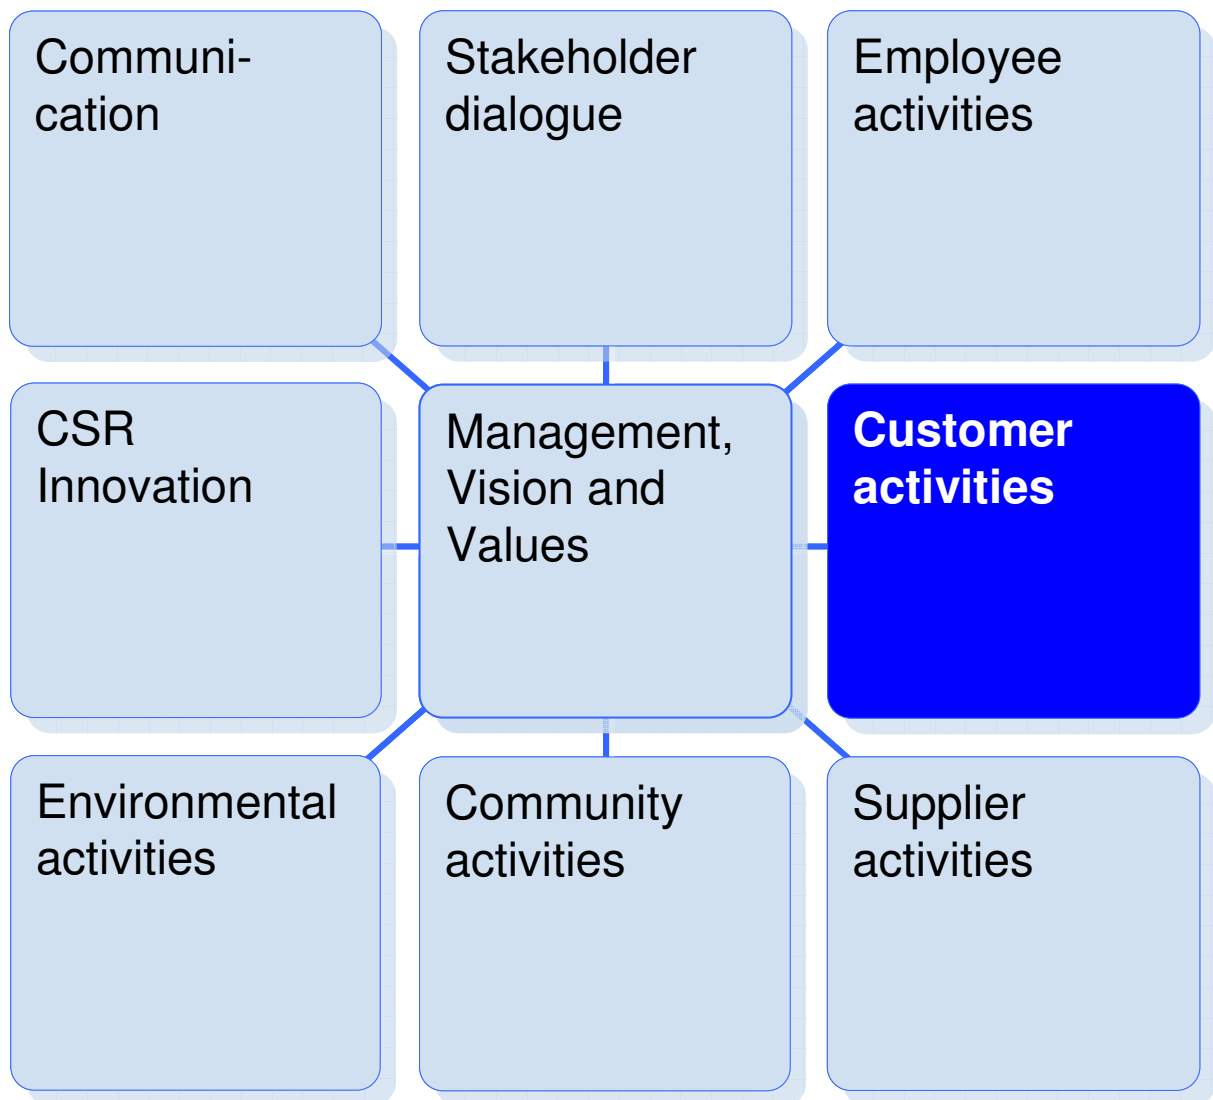 Communi-
cation
Stakeholder
dialogue
Employee
activities
CSR
Innovation
Management,
Vision and
Values
Customer
activities
Environmental
activities
Community
activities
Supplier
activities